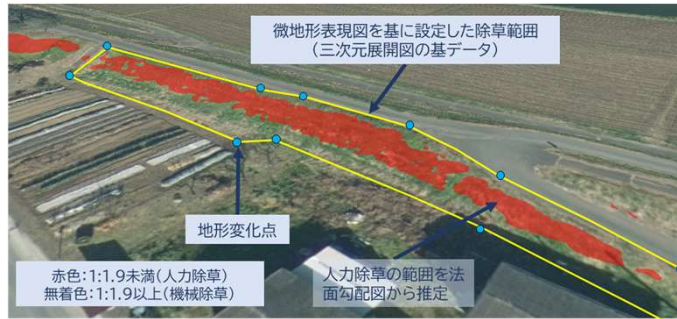 微地形表現図を基に設定した除草範囲
(三次元展開図の基データ)
地形変化点
赤色:1:1.9未満(人力除草)
無着色:1:1.9以上(機械除草)
人力除草の範囲を法
面勾配図から推定